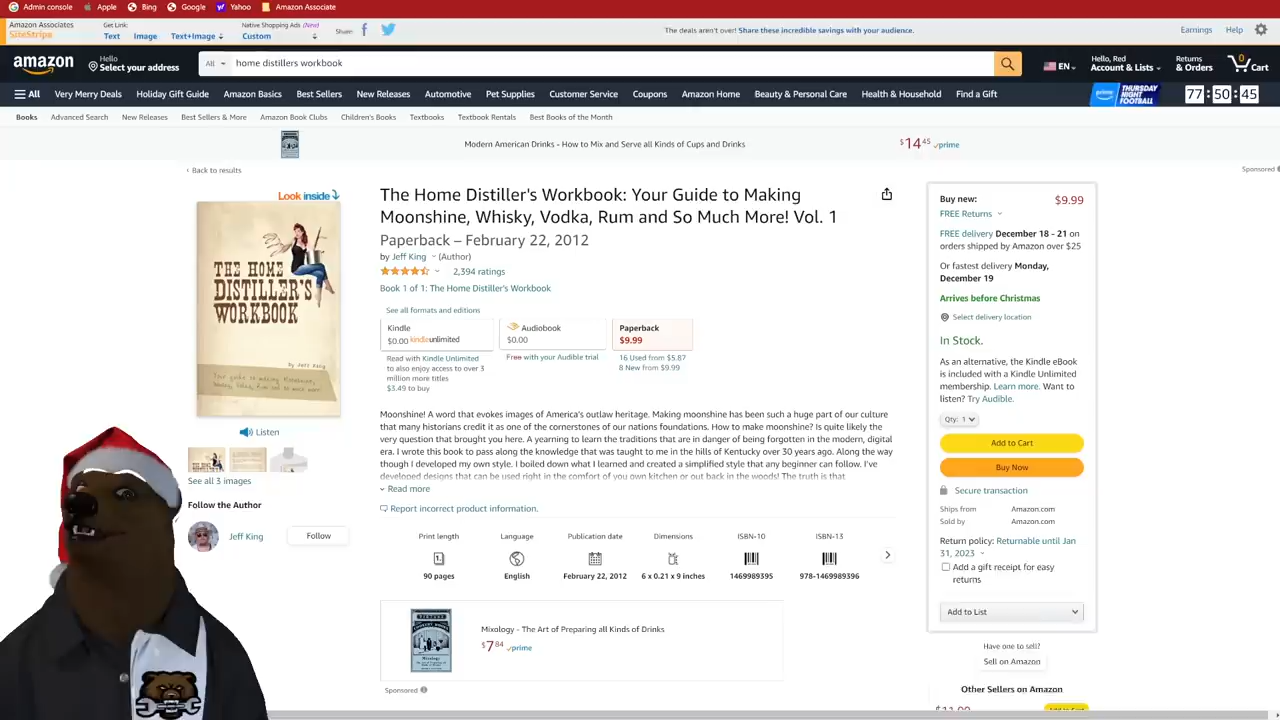 Admin console Apple Bing Google Yahoo Amazon Associate
Amazon Associates Get Link: Native Shopping Ads (New)
SiteStripe Text Image Text+Image Custom Share: The deals aren't over! Share these incredible savings with your audience. Earnings Help
amazon Hello All home distillers workbook EN Hello, Red Returns 0
Select your address Account & Lists & Orders Cart
All Very Merry Deals Holiday Gift Guide Amazon Basics Best Sellers New Releases Automotive Pet Supplies Customer Service Coupons Amazon Home Beauty & Personal Care Health & Household Find a Gift prime THURSDAY NIGHT FOOTBALL 77:50:45
Books Advanced Search New Releases Best Sellers & More Amazon Book Clubs Children's Books Textbooks Textbook Rentals Best Books of the Month
Modern American Drinks - How to Mix and Serve all Kinds of Cups and Drinks $14 45 prime
‹ Back to results Sponsored
Look inside
THE HOME
DISTILLER'S
WORKBOOK
By Jeff King
Listen
See all 3 images
Follow the Author
Jeff King Follow
The Home Distiller's Workbook: Your Guide to Making
Moonshine, Whisky, Vodka, Rum and So Much More! Vol. 1
Paperback – February 22, 2012
by Jeff King (Author)
2,394 ratings
Book 1 of 1: The Home Distiller's Workbook
See all formats and editions
Kindle Audiobook Paperback
$0.00 kindleunlimited $0.00 $9.99
Read with Kindle Unlimited Free with your Audible trial 16 Used from $5.87
to also enjoy access to over 3 8 New from $9.99
million more titles
$3.49 to buy
Moonshine! A word that evokes images of America's outlaw heritage. Making moonshine has been such a huge part of our culture
that many historians credit it as one of the cornerstones of our nations foundations. How to make moonshine? Is quite likely the
very question that brought you here. A yearning to learn the traditions that are in danger of being forgotten in the modern, digital
era. I wrote this book to pass along the knowledge that was taught to me in the hills of Kentucky over 30 years ago. Along the way
though I developed my own style. I boiled down what I learned and created a simplified style that any beginner can follow. I've
developed designs that can be used right in the comfort of you own kitchen or out back in the woods! The truth is that
Read more
Report incorrect product information.
Print length Language Publication date Dimensions ISBN-10 ISBN-13
90 pages English February 22, 2012 6 x 0.21 x 9 inches 1469989395 978-1469989396
Mixology - The Art of Preparing all Kinds of Drinks
$7 84 prime
Sponsored
Buy new: $9.99
FREE Returns
FREE delivery December 18 - 21 on
orders shipped by Amazon over $25
Or fastest delivery Monday,
December 19
Arrives before Christmas
Select delivery location
In Stock.
As an alternative, the Kindle eBook
is included with a Kindle Unlimited
membership. Learn more. Want to
listen? Try Audible.
Qty: 1
Add to Cart
Buy Now
Secure transaction
Ships from Amazon.com
Sold by Amazon.com
Return policy: Returnable until Jan
31, 2023
Add a gift receipt for easy
returns
Add to List
Have one to sell?
Sell on Amazon
Other Sellers on Amazon